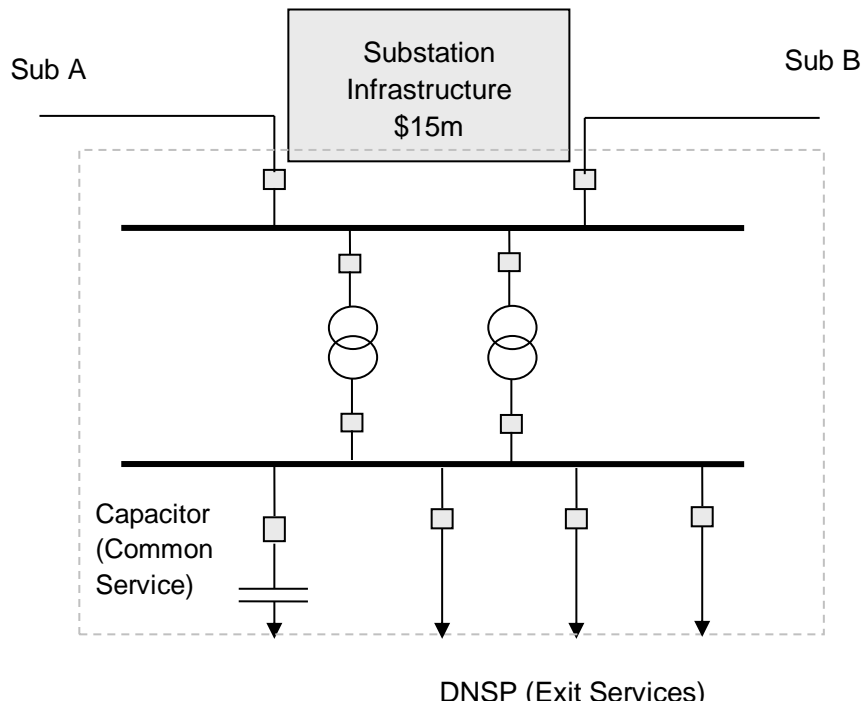 Substation
Infrastructure
$15m
Sub A
Sub B
Capacitor
(Common
Service)
DNSP (Exit Services)